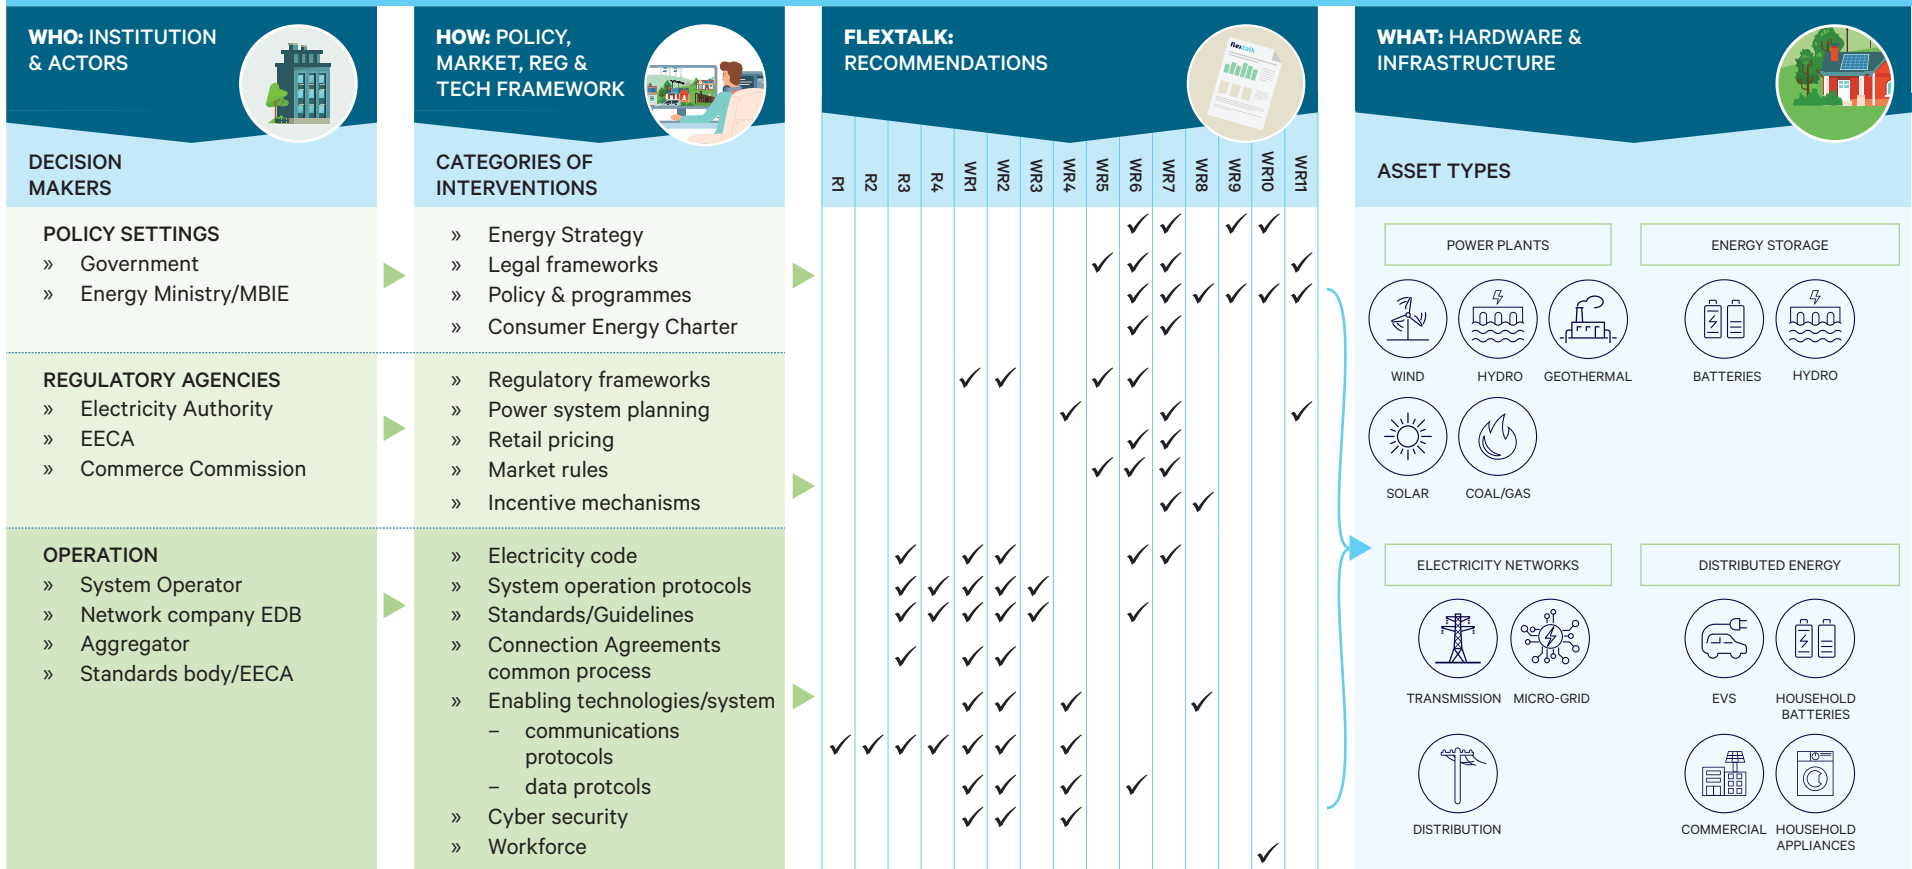 WHO: INSTITUTION
& ACTORS
DECISION
MAKERS
POLICY SETTINGS
» Government
» Energy Ministry/MBIE
REGULATORY AGENCIES
» Electricity Authority
» EECA
» Commerce Commission
OPERATION
» System Operator
» Network company EDB
» Aggregator
» Standards body/EECA
HOW: POLICY,
MARKET, REG &
TECH FRAMEWORK
CATEGORIES OF
INTERVENTIONS
» Energy Strategy
» Legal frameworks
» Policy & programmes
» Consumer Energy Charter
» Regulatory frameworks
» Power system planning
» Retail pricing
» Market rules
» Incentive mechanisms
» Electricity code
» System operation protocols
» Standards/Guidelines
» Connection Agreements
common process
» Enabling technologies/system
– communications
protocols
– data protcols
» Cyber security
» Workforce
FLEXTALK:
RECOMMENDATIONS
flextalk
R1
R2
R3
R4
WR1
WR2
WR3
WR4
WR5
WR6
WR7
WR8
WR9
WR10
WR11
WHAT: HARDWARE &
INFRASTRUCTURE
ASSET TYPES
POWER PLANTS
WIND
HYDRO
GEOTHERMAL
SOLAR
COAL/GAS
ENERGY STORAGE
BATTERIES
HYDRO
ELECTRICITY NETWORKS
TRANSMISSION
MICRO-GRID
DISTRIBUTION
DISTRIBUTED ENERGY
EVS
HOUSEHOLD
BATTERIES
COMMERCIAL
HOUSEHOLD
APPLIANCES